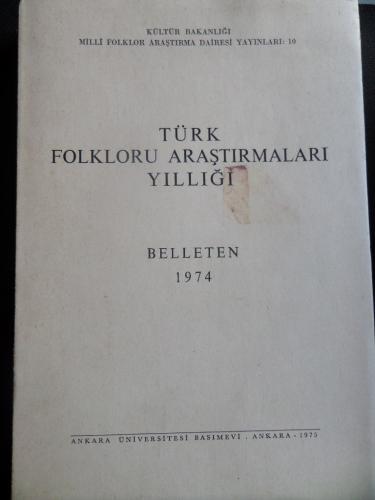 KÜLTÜR BAKANLIĞI
MİLLÎ FOLKLOR ARAŞTIRMA DAİRESİ YAYINLARI: 10
TÜRK
FOLKLORU ARAŞTIRMALARI
YILLIĞI
BELLETEN
1974
ANKARA ÜNİVERSİTESİ BASIMEVİ . ANKARA - 1975